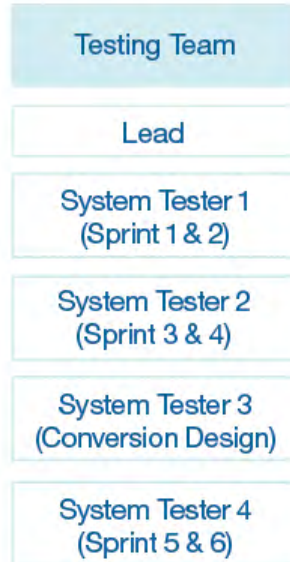 Testing Team
Lead
System Tester 1
(Sprint 1 & 2)
System Tester 2
(Sprint 3 & 4)
System Tester 3
(Conversion Design)
System Tester 4
(Sprint 5 & 6)